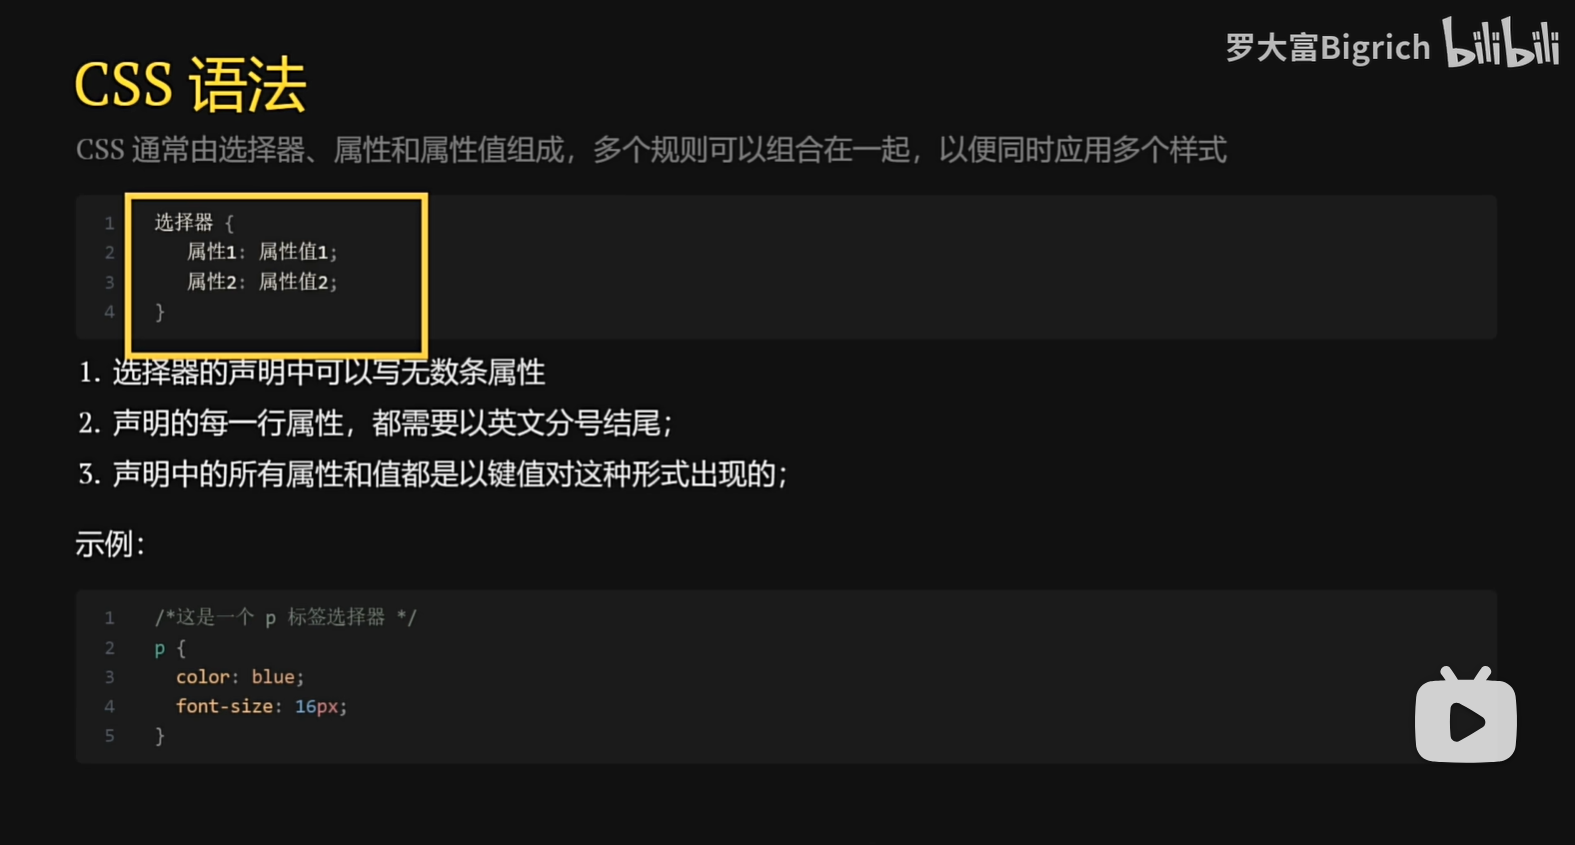 罗大富Bigrich bilibili
CSS 语法
CSS 通常由选择器、属性和属性值组成，多个规则可以组合在一起，以便同时应用多个样式
1 选择器 {
2 属性1: 属性值1;
3 属性2: 属性值2;
4 }
1. 选择器的声明中可以写无数条属性
2. 声明的每一行属性，都需要以英文分号结尾；
3. 声明中的所有属性和值都是以键值对这种形式出现的；
示例：
1 /*这是一个 p 标签选择器 */
2 p {
3 color: blue;
4 font-size: 16px;
5 }